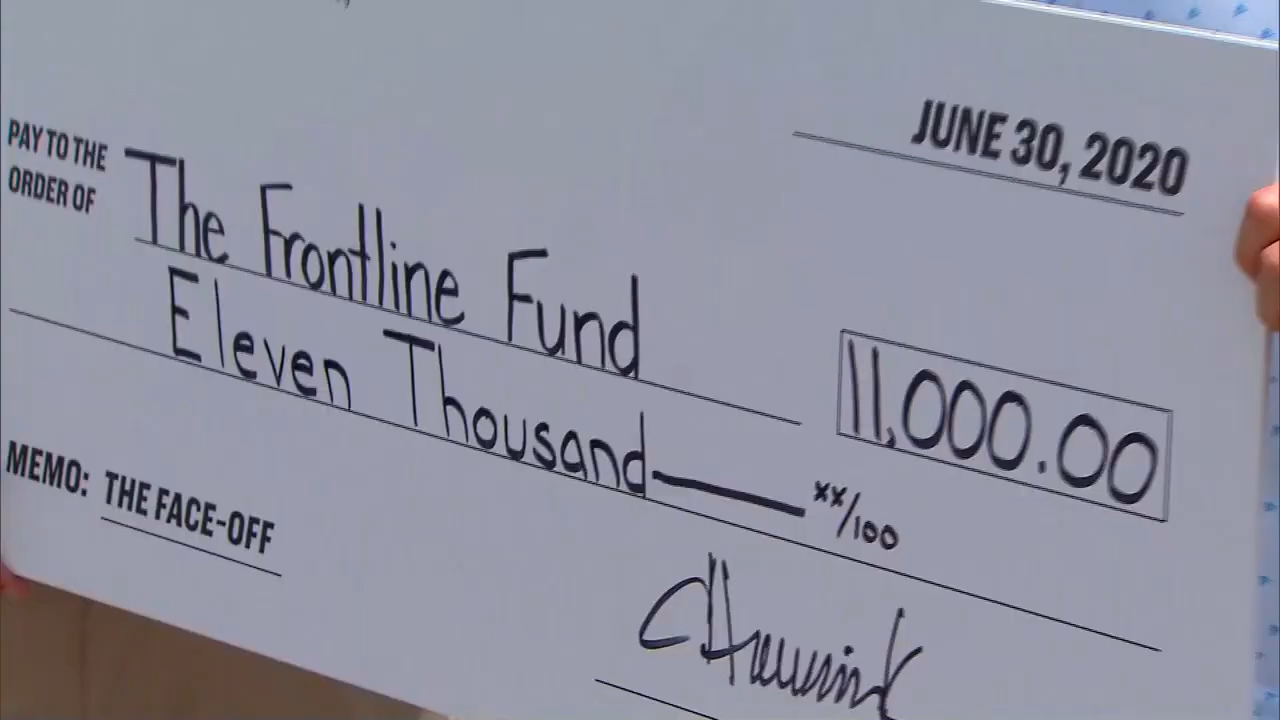 JUNE 30, 2020
PAY TO THE
ORDER OF
The Frontline Fund
Eleven Thousand
xx/100
11,000.00
MEMO: THE FACE-OFF